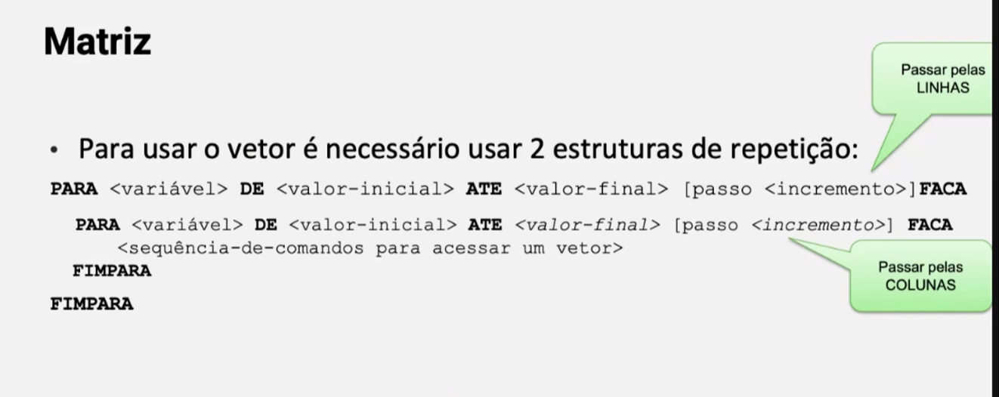 Matriz
Passar pelas
LINHAS
• Para usar o vetor é necessário usar 2 estruturas de repetição:
PARA <variável> DE <valor-inicial> ATE <valor-final> [passo <incremento>]FACA
PARA <variável> DE <valor-inicial> ATE <valor-final> [passo <incremento>] FACA
<sequência-de-comandos para acessar um vetor>
FIMPARA
Passar pelas
COLUNAS
FIMPARA